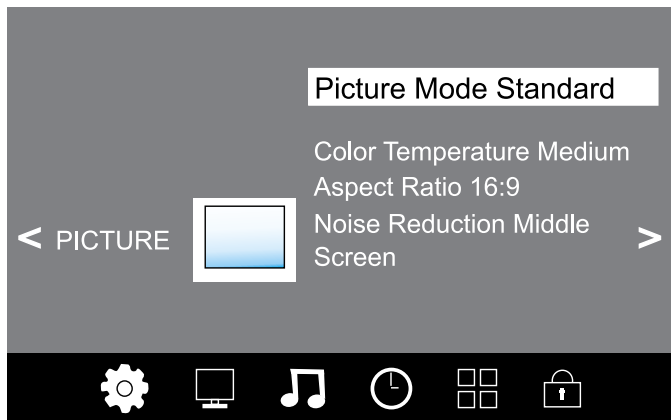 Picture Mode Standard
Color Temperature Medium
Aspect Ratio 16:9
Noise Reduction Middle
Screen
< PICTURE >